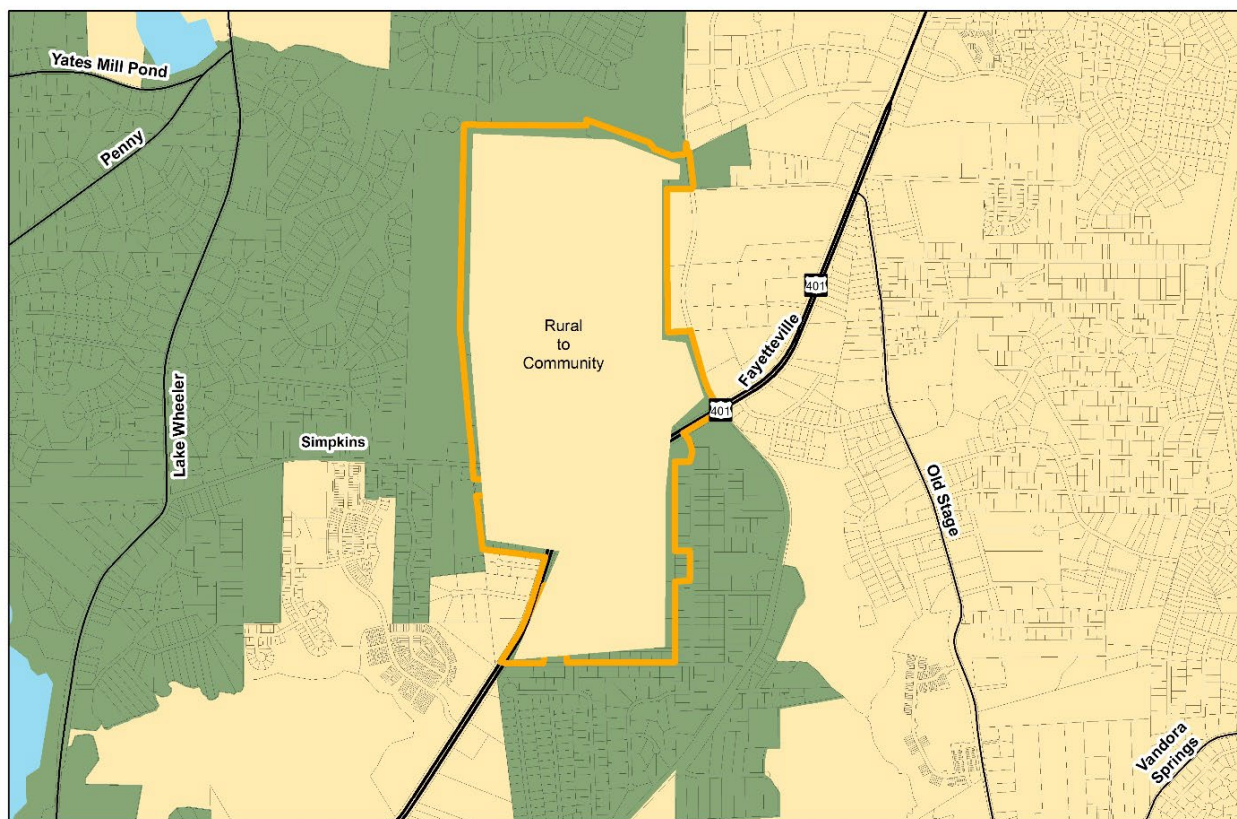 Yates Mill Pond
Penny
Lake Wheeler
Simpkins
Rural
to
Community
401
Fayetteville
401
Old Stage
Vandora
Springs